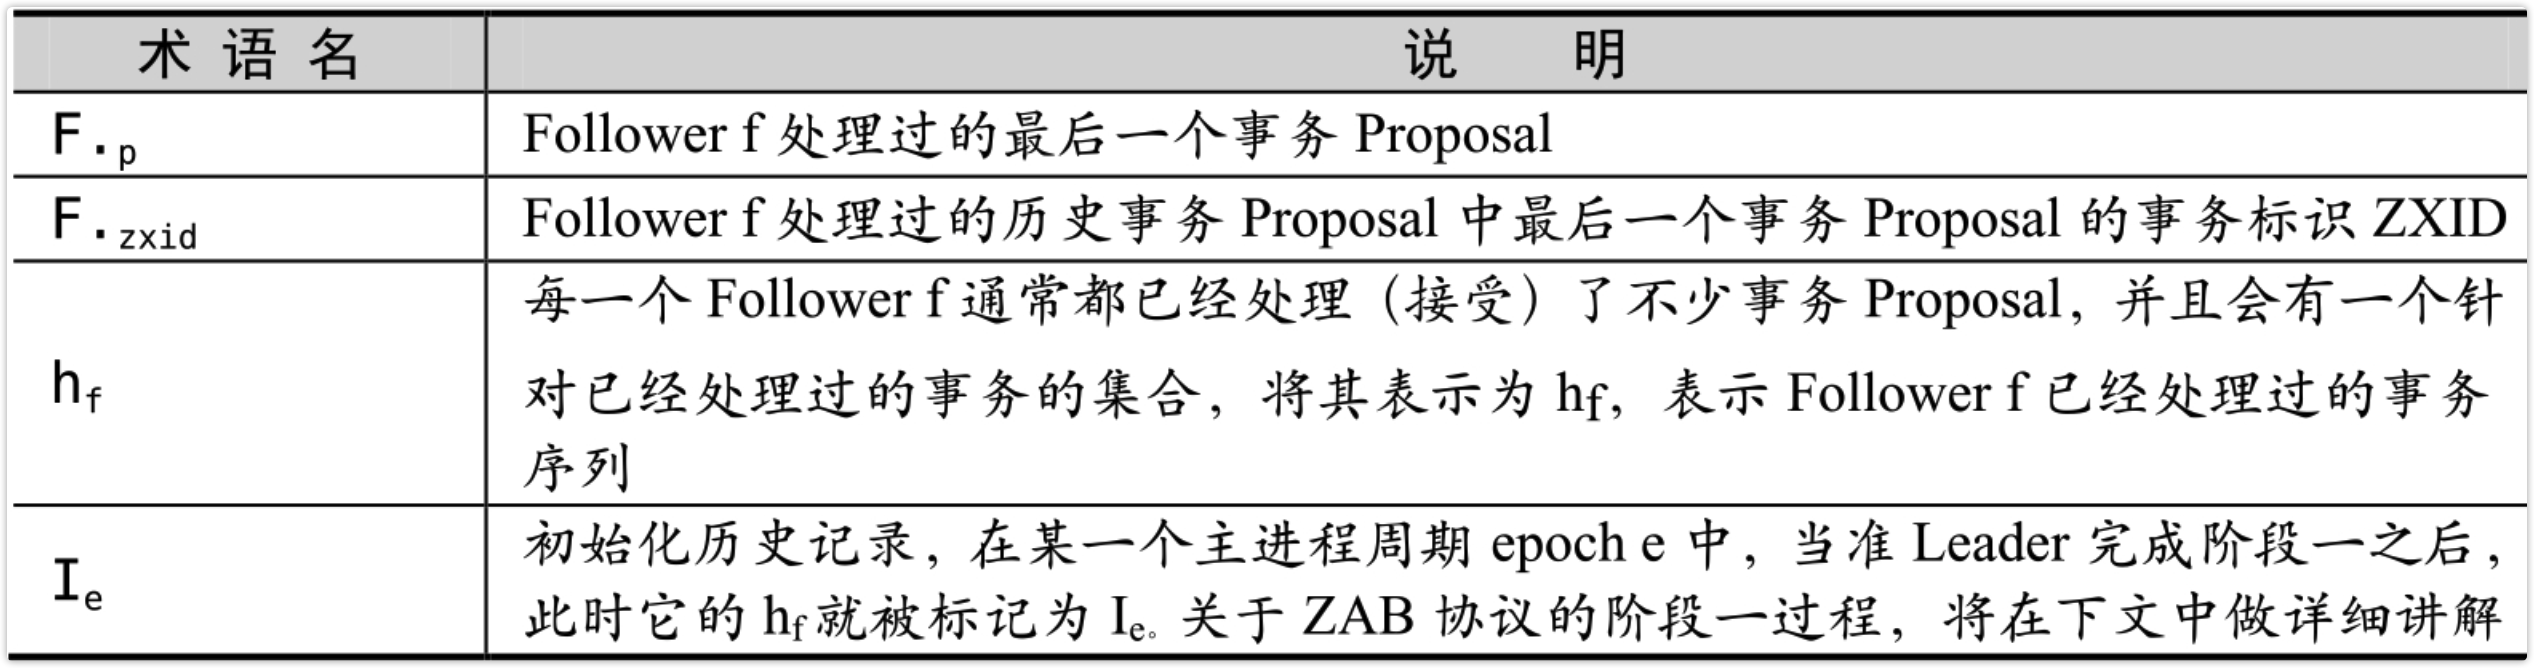 术 语 名 说 明
F.p Follower f 处理过的最后一个事务 Proposal
F.zxid Follower f 处理过的历史事务 Proposal 中最后一个事务 Proposal 的事务标识 ZXID
每一个 Follower f 通常都已经处理（接受）了不少事务 Proposal，并且会有一个针
hf 对已经处理过的事务的集合，将其表示为 hf，表示 Follower f 已经处理过的事务
序列
初始化历史记录，在某一个主进程周期 epoch e 中，当准 Leader 完成阶段一之后，
Ie 此时它的 hf 就被标记为 Ie。关于 ZAB 协议的阶段一过程，将在下文中做详细讲解